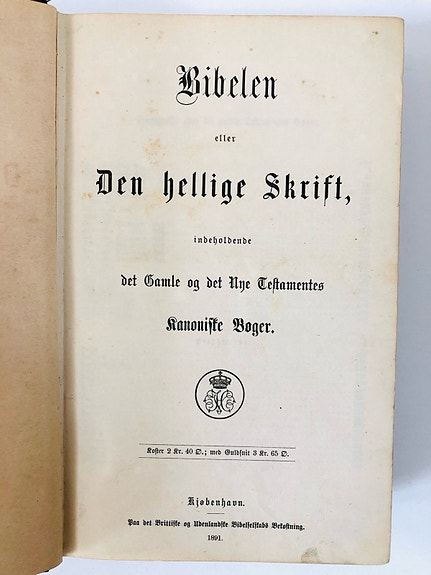 Bibelen
eller
Den hellige Skrift,
indeholdende
det Gamle og det Nye Testamentes
Kanoniske Bøger.
Koster 2 Kr. 40 Ø.; med Guldsnit 3 Kr. 65 Ø.
Kjøbenhavn.
Paa det Brittiske og Udenlandske Bibelselskabs Bekostning.
1891.